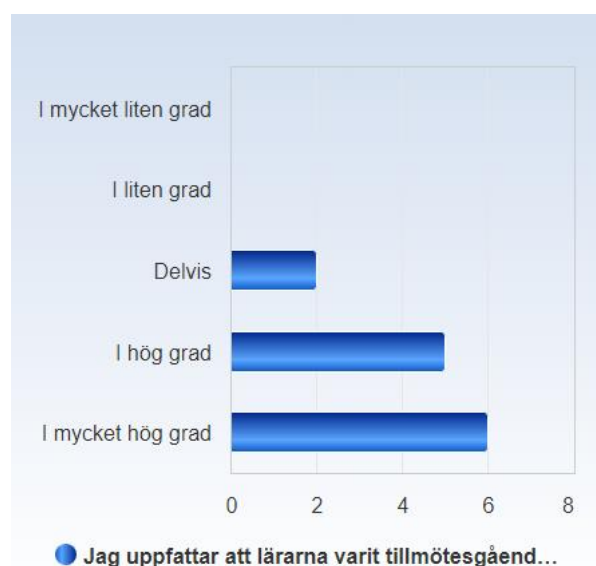 I mycket liten grad
I liten grad
Delvis
I hög grad
I mycket hög grad
0 2 4 6 8
Jag uppfattar att lärarna varit tillmötesgåend...